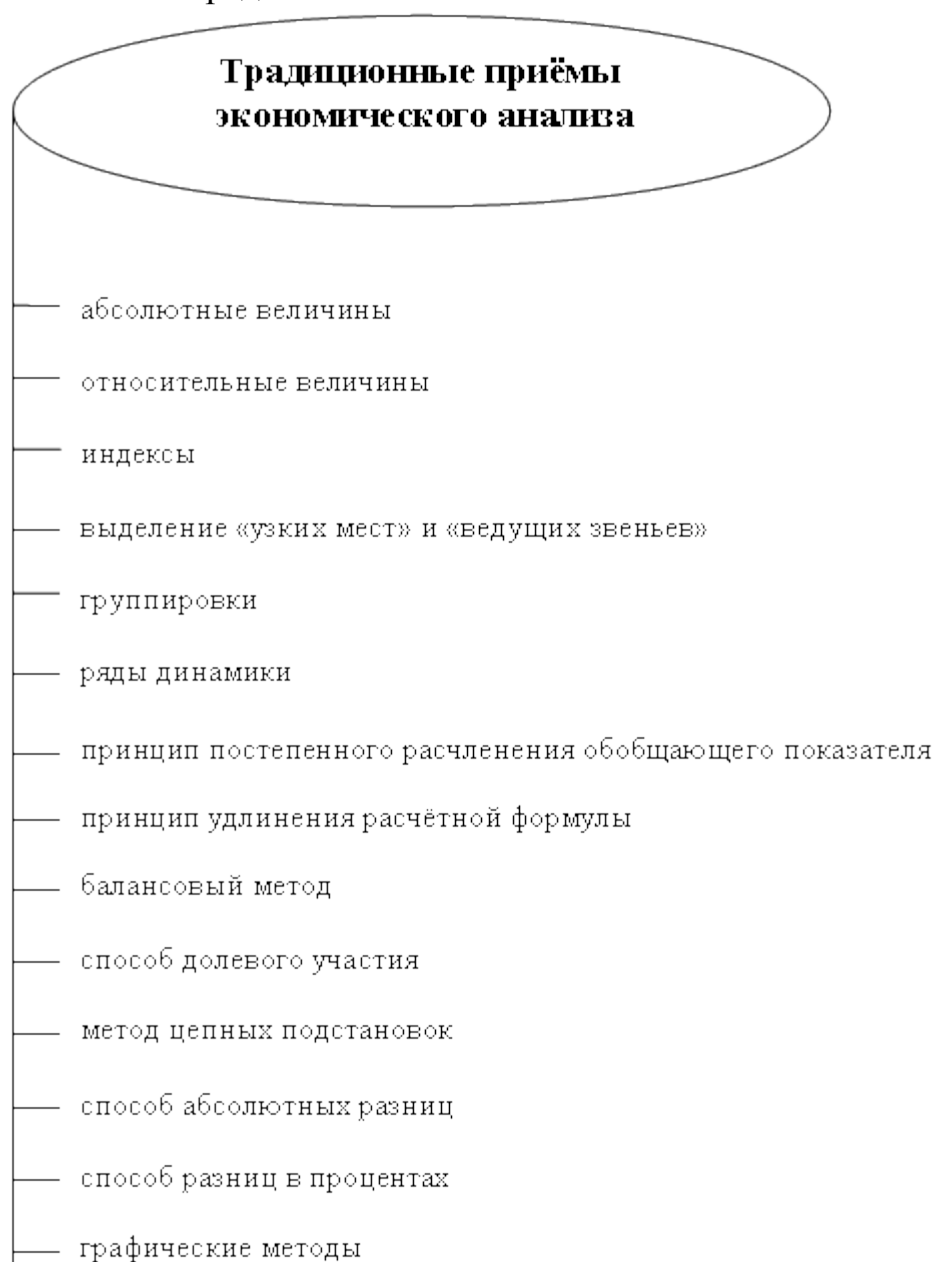 Традиционные приёмы
экономического анализа
абсолютные величины
относительные величины
индексы
выделение «узких мест» и «ведущих звеньев»
группировки
ряды динамики
принцип постепенного расчленения обобщающего показателя
принцип удлинения расчётной формулы
балансовый метод
способ долевого участия
метод цепных подстановок
способ абсолютных разниц
способ разниц в процентах
графические методы